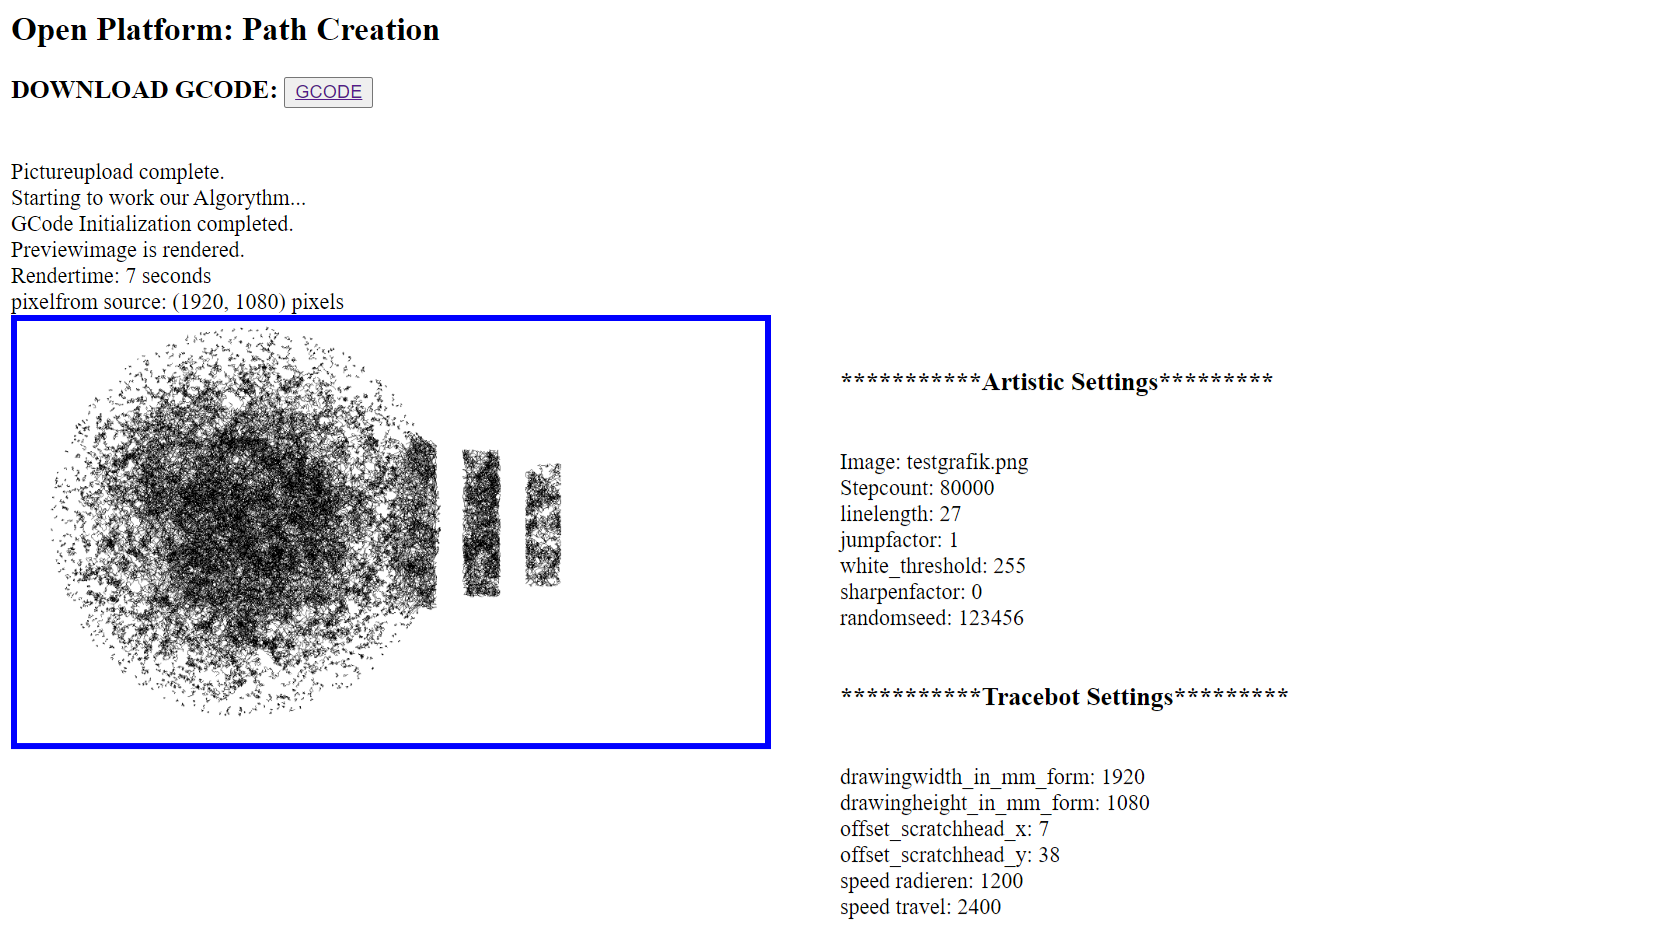 Open Platform: Path Creation
DOWNLOAD GCODE: GCODE
Pictureupload complete.
Starting to work our Algorythm...
GCode Initialization completed.
Previewimage is rendered.
Rendertime: 7 seconds
pixelfrom source: (1920, 1080) pixels
***********Artistic Settings*********
Image: testgrafik.png
Stepcount: 80000
linelength: 27
jumpfactor: 1
white_threshold: 255
sharpenfactor: 0
randomseed: 123456
***********Tracebot Settings*********
drawingwidth_in_mm_form: 1920
drawingheight_in_mm_form: 1080
offset_scratchhead_x: 7
offset_scratchhead_y: 38
speed radieren: 1200
speed travel: 2400